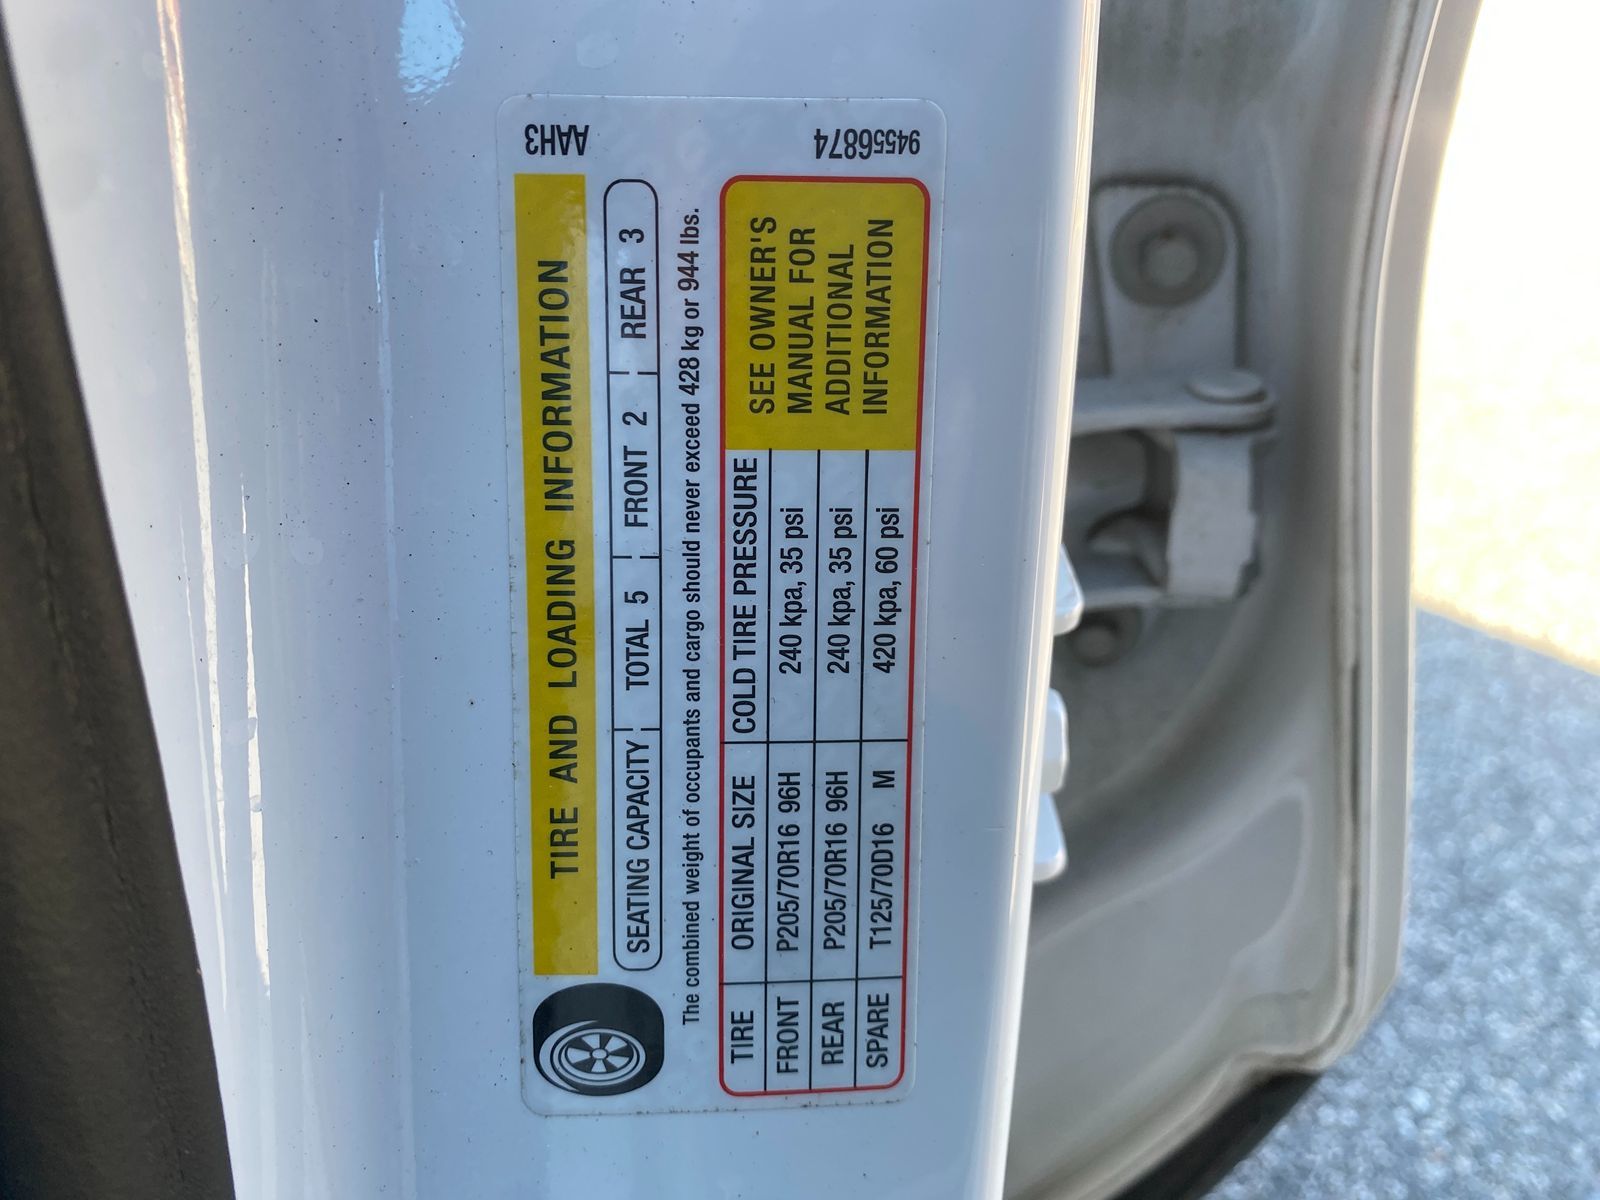 TIRE AND LOADING INFORMATION
SEATING CAPACITY TOTAL 5 FRONT 2 REAR 3
The combined weight of occupants and cargo should never exceed 428 kg or 944 lbs.
TIRE ORIGINAL SIZE COLD TIRE PRESSURE
FRONT P205/70R16 96H 240 kpa, 35 psi
REAR P205/70R16 96H 240 kpa, 35 psi
SPARE T125/70D16 M 420 kpa, 60 psi
SEE OWNER'S
MANUAL FOR
ADDITIONAL
INFORMATION
AAH3
94556874